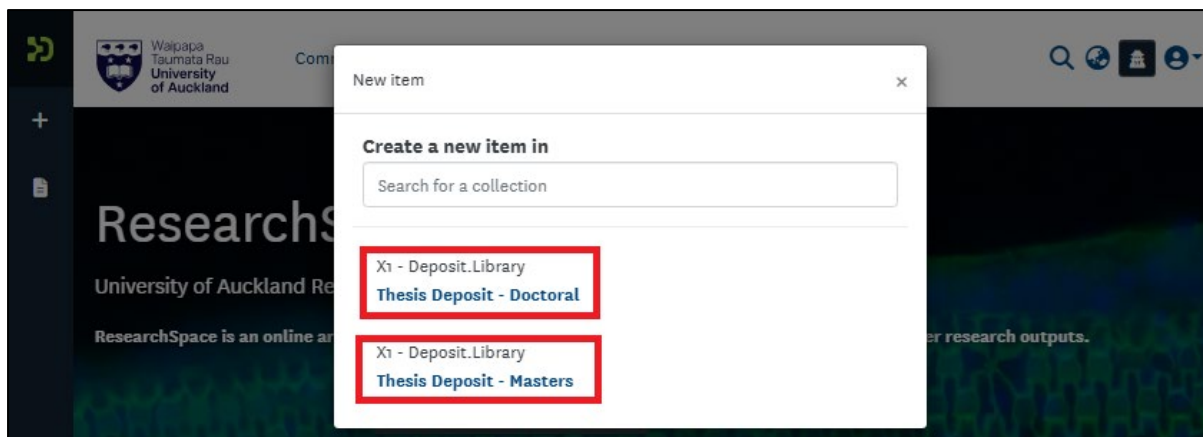 Waipapa
Taumata Rau
University
of Auckland
Com
New item
×
Create a new item in
Search for a collection
ResearchS
X1 - Deposit.Library
Thesis Deposit - Doctoral
University of Auckland Re
ResearchSpace is an online ar
er research outputs.
X1 - Deposit.Library
Thesis Deposit - Masters